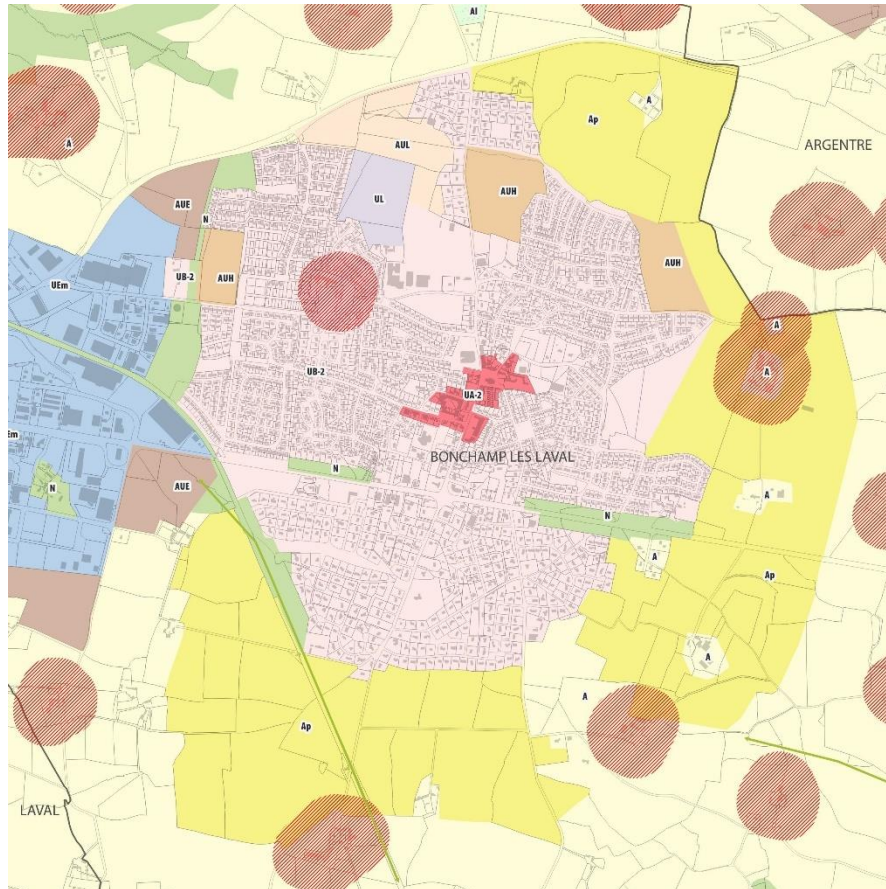 Al
A
Ap
A
ARGENTRE
AUL
AUE
UL
AUH
N
AUH
UB-2
AUH
UEm
A
UB-2
A
UA-2
Em
BONCHAMP LES LAVAL
N
N
AUE
A
N
A
Ap
A
A
Ap
LAVAL